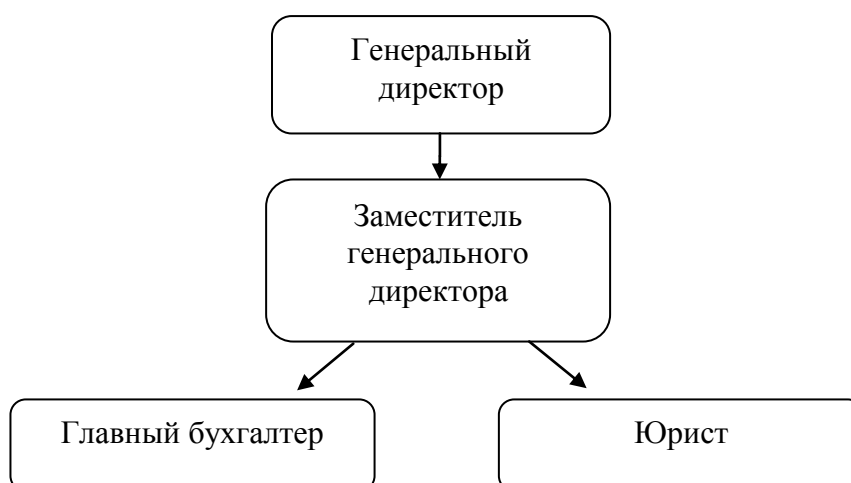 Генеральный
директор
Заместитель
генерального
директора
Главный бухгалтер
Юрист